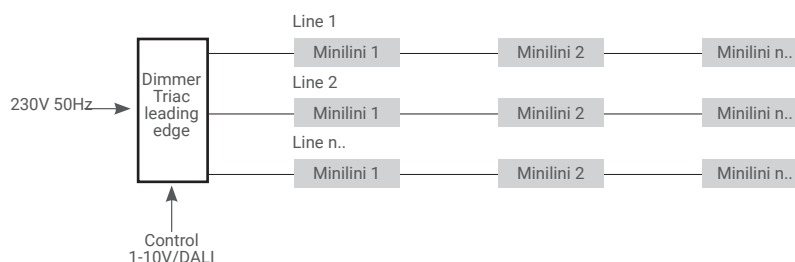 Line 1
Minilini 1 Minilini 2 Minilini n..
Line 2
230V 50Hz
Dimmer
Triac
leading
edge
Minilini 1 Minilini 2 Minilini n..
Line n..
Minilini 1 Minilini 2 Minilini n..
Control
1-10V/DALI